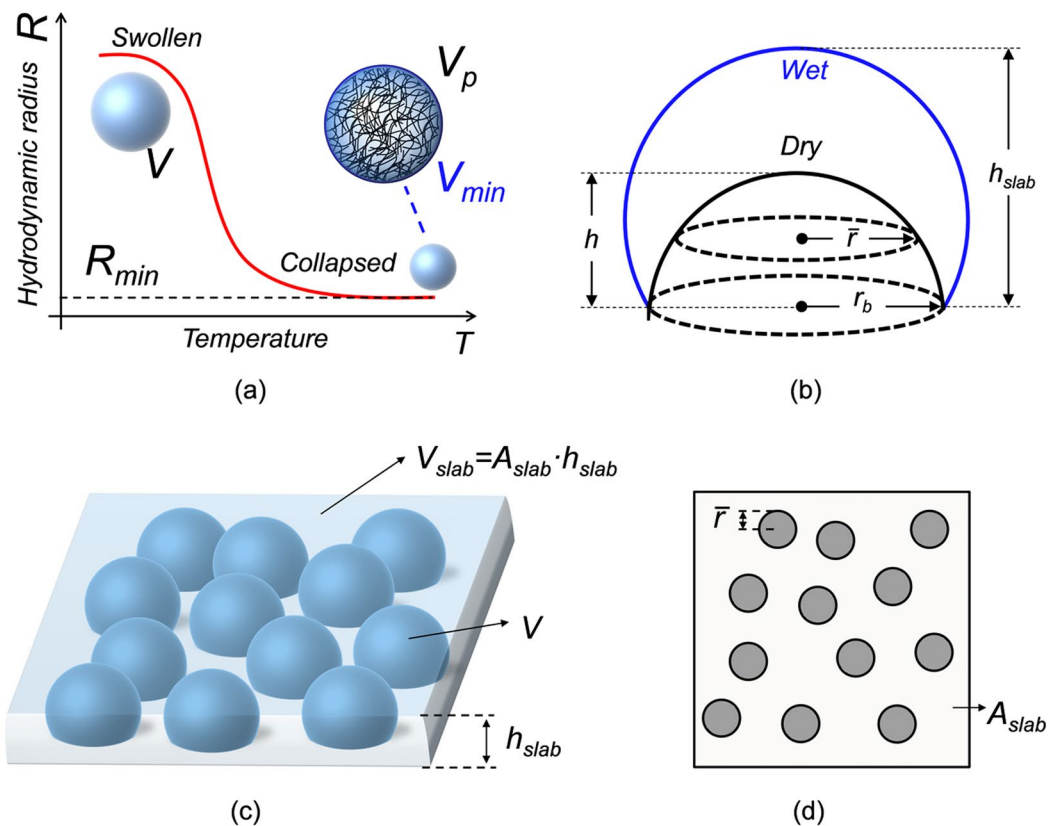 R
Hydrodynamic radius
Swollen
V
V_p
V_min
R_min
Collapsed
Temperature
T
(a)
Wet
Dry
h
h_slab
r̄
r_b
(b)
V_slab=A_slab·h_slab
V
h_slab
(c)
r̄
A_slab
(d)